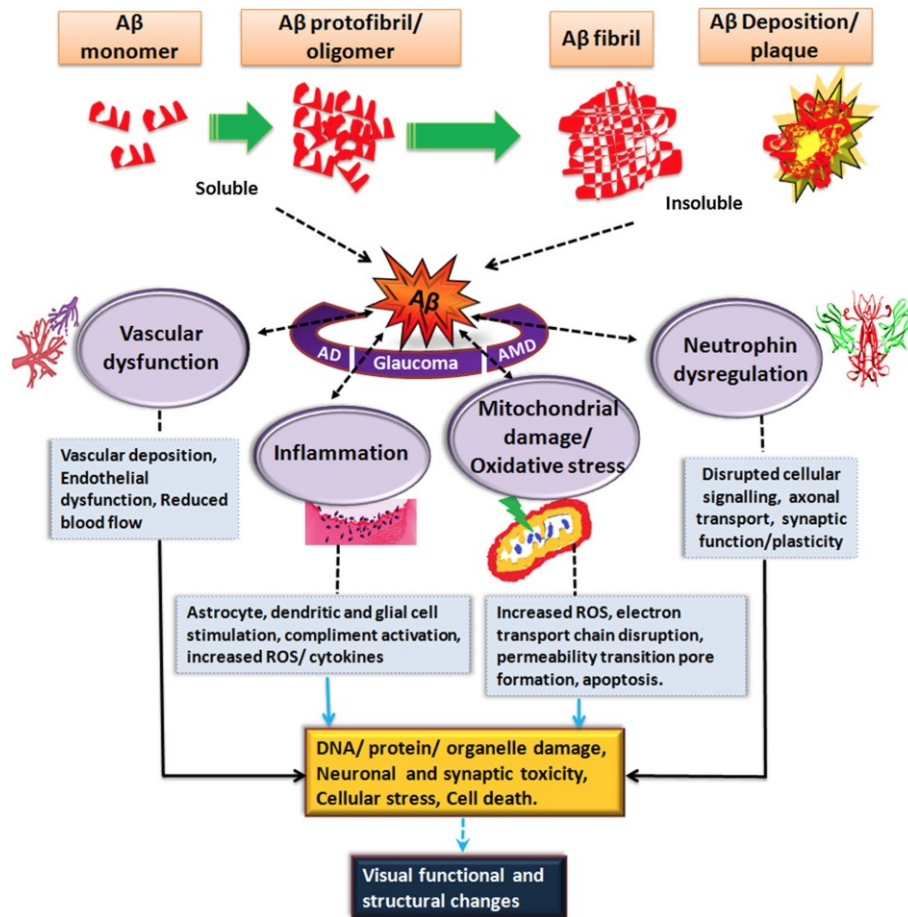 Aβ
monomer
Aβ protofibril/
oligomer
Aβ fibril
Aβ Deposition/
plaque
Soluble
Insoluble
Aβ
AD
Glaucoma
AMD
Vascular
dysfunction
Neutrophin
dysregulation
Inflammation
Mitochondrial
damage/
Oxidative stress
Vascular deposition,
Endothelial
dysfunction, Reduced
blood flow
Disrupted cellular
signalling, axonal
transport, synaptic
function/plasticity
Astrocyte, dendritic and glial cell
stimulation, compliment activation,
increased ROS/ cytokines
Increased ROS, electron
transport chain disruption,
permeability transition pore
formation, apoptosis.
DNA/ protein/ organelle damage,
Neuronal and synaptic toxicity,
Cellular stress, Cell death.
Visual functional and
structural changes